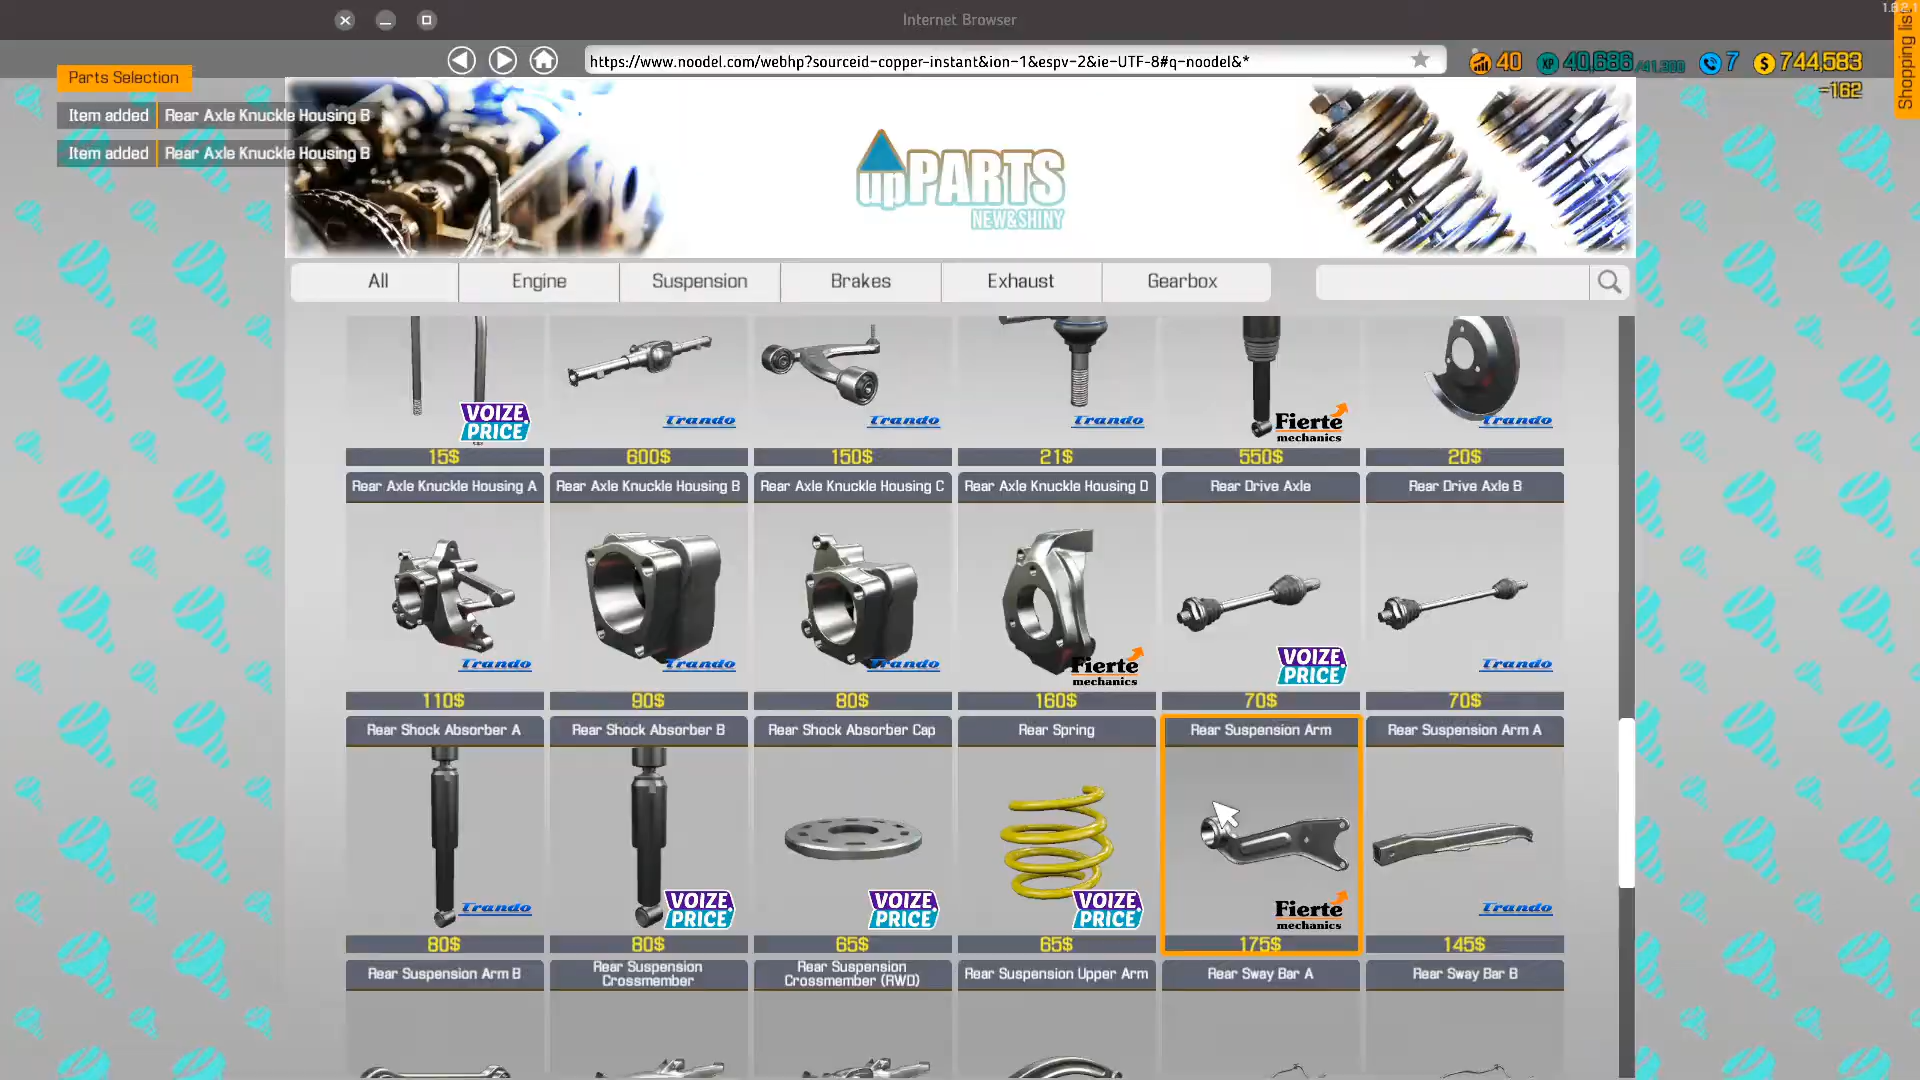 Internet Browser
1.6.2.1
Shopping list
https://www.noodel.com/webhp?sourceid-copper-instant&ion-1&espv-2&ie-UTF-8#q-noodel&*
40
XP 40,686 /41,200
7
$ 744,583
-162
Parts Selection
Item added Rear Axle Knuckle Housing B
Item added Rear Axle Knuckle Housing B
upPARTS
NEW&SHINY
All Engine Suspension Brakes Exhaust Gearbox
VOIZE PRICE
Trando
Trando
Trando
Fierte mechanics
Trando
15$ 600$ 150$ 21$ 550$ 20$
Rear Axle Knuckle Housing A Rear Axle Knuckle Housing B Rear Axle Knuckle Housing C Rear Axle Knuckle Housing D Rear Drive Axle Rear Drive Axle B
Trando
Trando
Trando
Fierte mechanics
VOIZE PRICE
Trando
110$ 90$ 80$ 160$ 70$ 70$
Rear Shock Absorber A Rear Shock Absorber B Rear Shock Absorber Cap Rear Spring Rear Suspension Arm Rear Suspension Arm A
Trando
VOIZE PRICE
VOIZE PRICE
VOIZE PRICE
Fierte mechanics
Trando
80$ 80$ 65$ 65$ 175$ 145$
Rear Suspension Arm B
Rear Suspension Crossmember
Rear Suspension Crossmember (RWD)
Rear Suspension Upper Arm
Rear Sway Bar A
Rear Sway Bar B